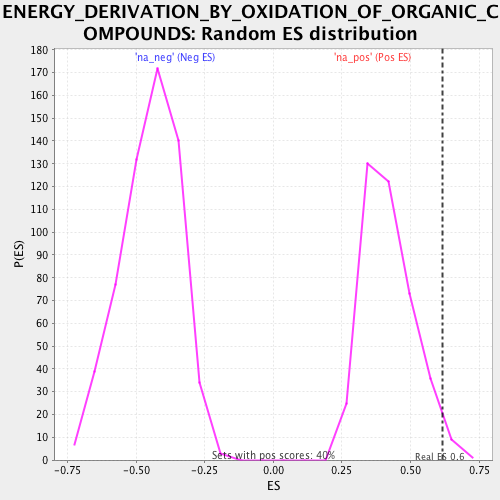 ENERGY_DERIVATION_BY_OXIDATION_OF_ORGANIC_C
OMPOUNDS: Random ES distribution
'na_neg' (Neg ES)
'na_pos' (Pos ES)
180
170
160
150
140
130
120
110
100
90
80
70
60
50
40
30
20
10
0
P(ES)
Sets with pos scores: 40%
Real ES 0.6
-0.75 -0.50 -0.25 0.00 0.25 0.50 0.75
ES